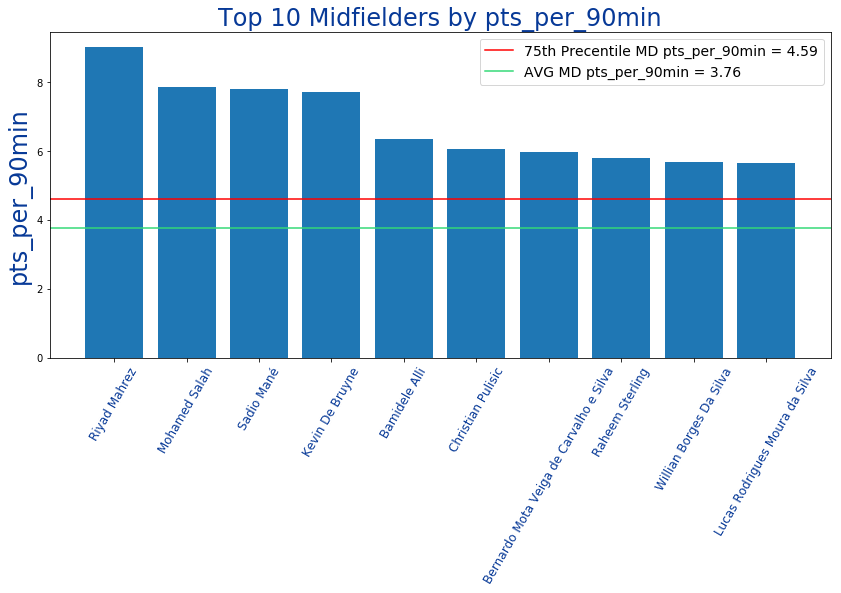 Top 10 Midfielders by pts_per_90min
75th Precentile MD pts_per_90min = 4.59
AVG MD pts_per_90min = 3.76
pts_per_90min
8
6
4
2
0
Riyad Mahrez
Mohamed Salah
Sadio Mané
Kevin De Bruyne
Bamidele Alli
Christian Pulisic
Bernardo Mota Veiga de Carvalho e Silva
Raheem Sterling
Willian Borges Da Silva
Lucas Rodrigues Moura da Silva